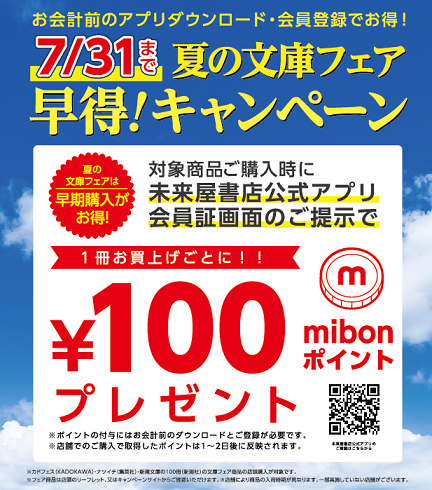 お会計前のアプリダウンロード・会員登録でお得!
7/31まで 夏の文庫フェア
早得!キャンペーン
夏の
文庫フェアは
早期購入が
お得!
対象商品ご購入時に
未来屋書店公式アプリ
会員証画面のご提示で
1冊お買上げごとに!!
¥100
プレゼント
m
mibon
ポイント
※ポイントの付与にはお会計前のダウンロードとご登録が必要です。
※店舗でのご購入で取得したポイントは1〜2日後に反映されます。
未来屋書店公式アプリの
ご登録はこちらから
※カドフェス(KADOKAWA)・ナツイチ(集英社)・新潮文庫の100冊(新潮社)の文庫フェア商品の店頭購入が対象です。
※フェア商品は店頭のリーフレット、又はキャンペーンサイトからご確認いただけます。※店舗により商品の入荷時期が異なります。一部実施していない店舗がございます。